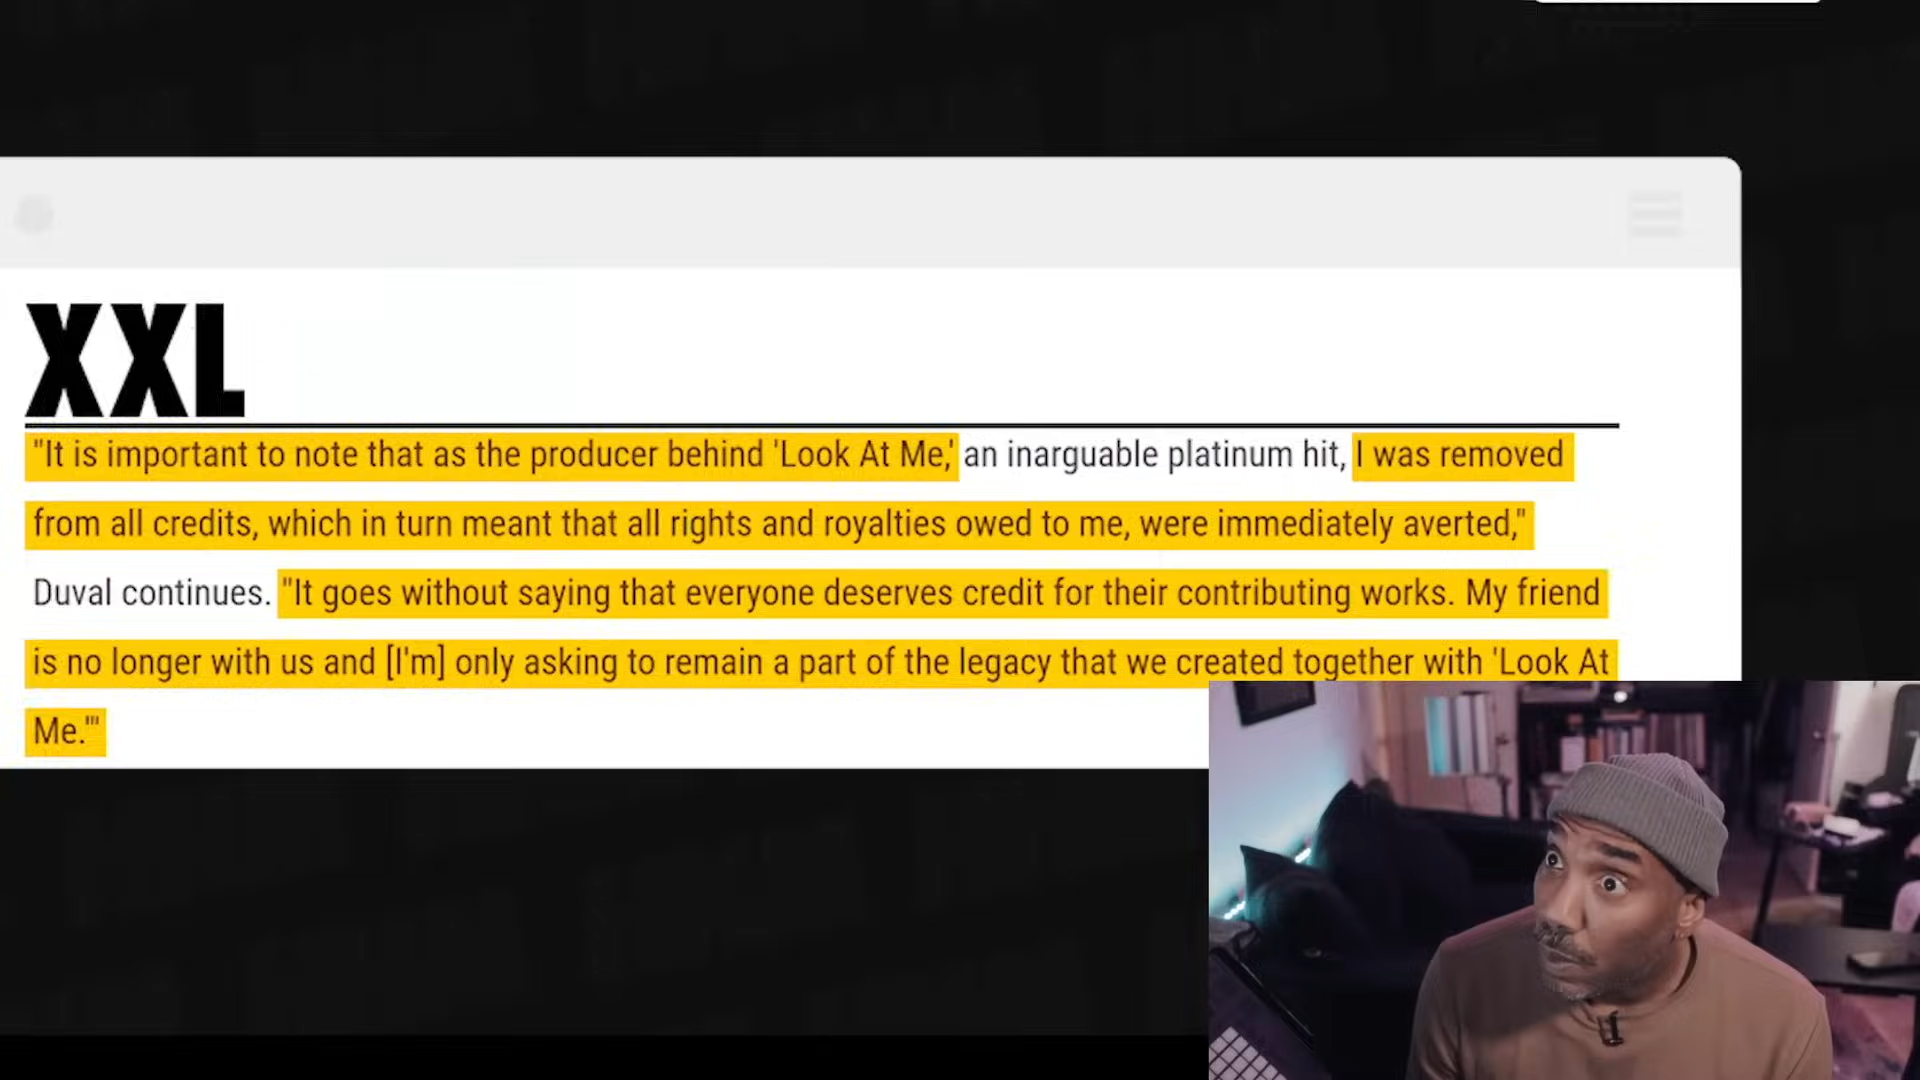 XXL
"It is important to note that as the producer behind 'Look At Me,' an inarguable platinum hit, I was removed
from all credits, which in turn meant that all rights and royalties owed to me, were immediately averted,"
Duval continues. "It goes without saying that everyone deserves credit for their contributing works. My friend
is no longer with us and [I'm] only asking to remain a part of the legacy that we created together with 'Look At
Me.'"